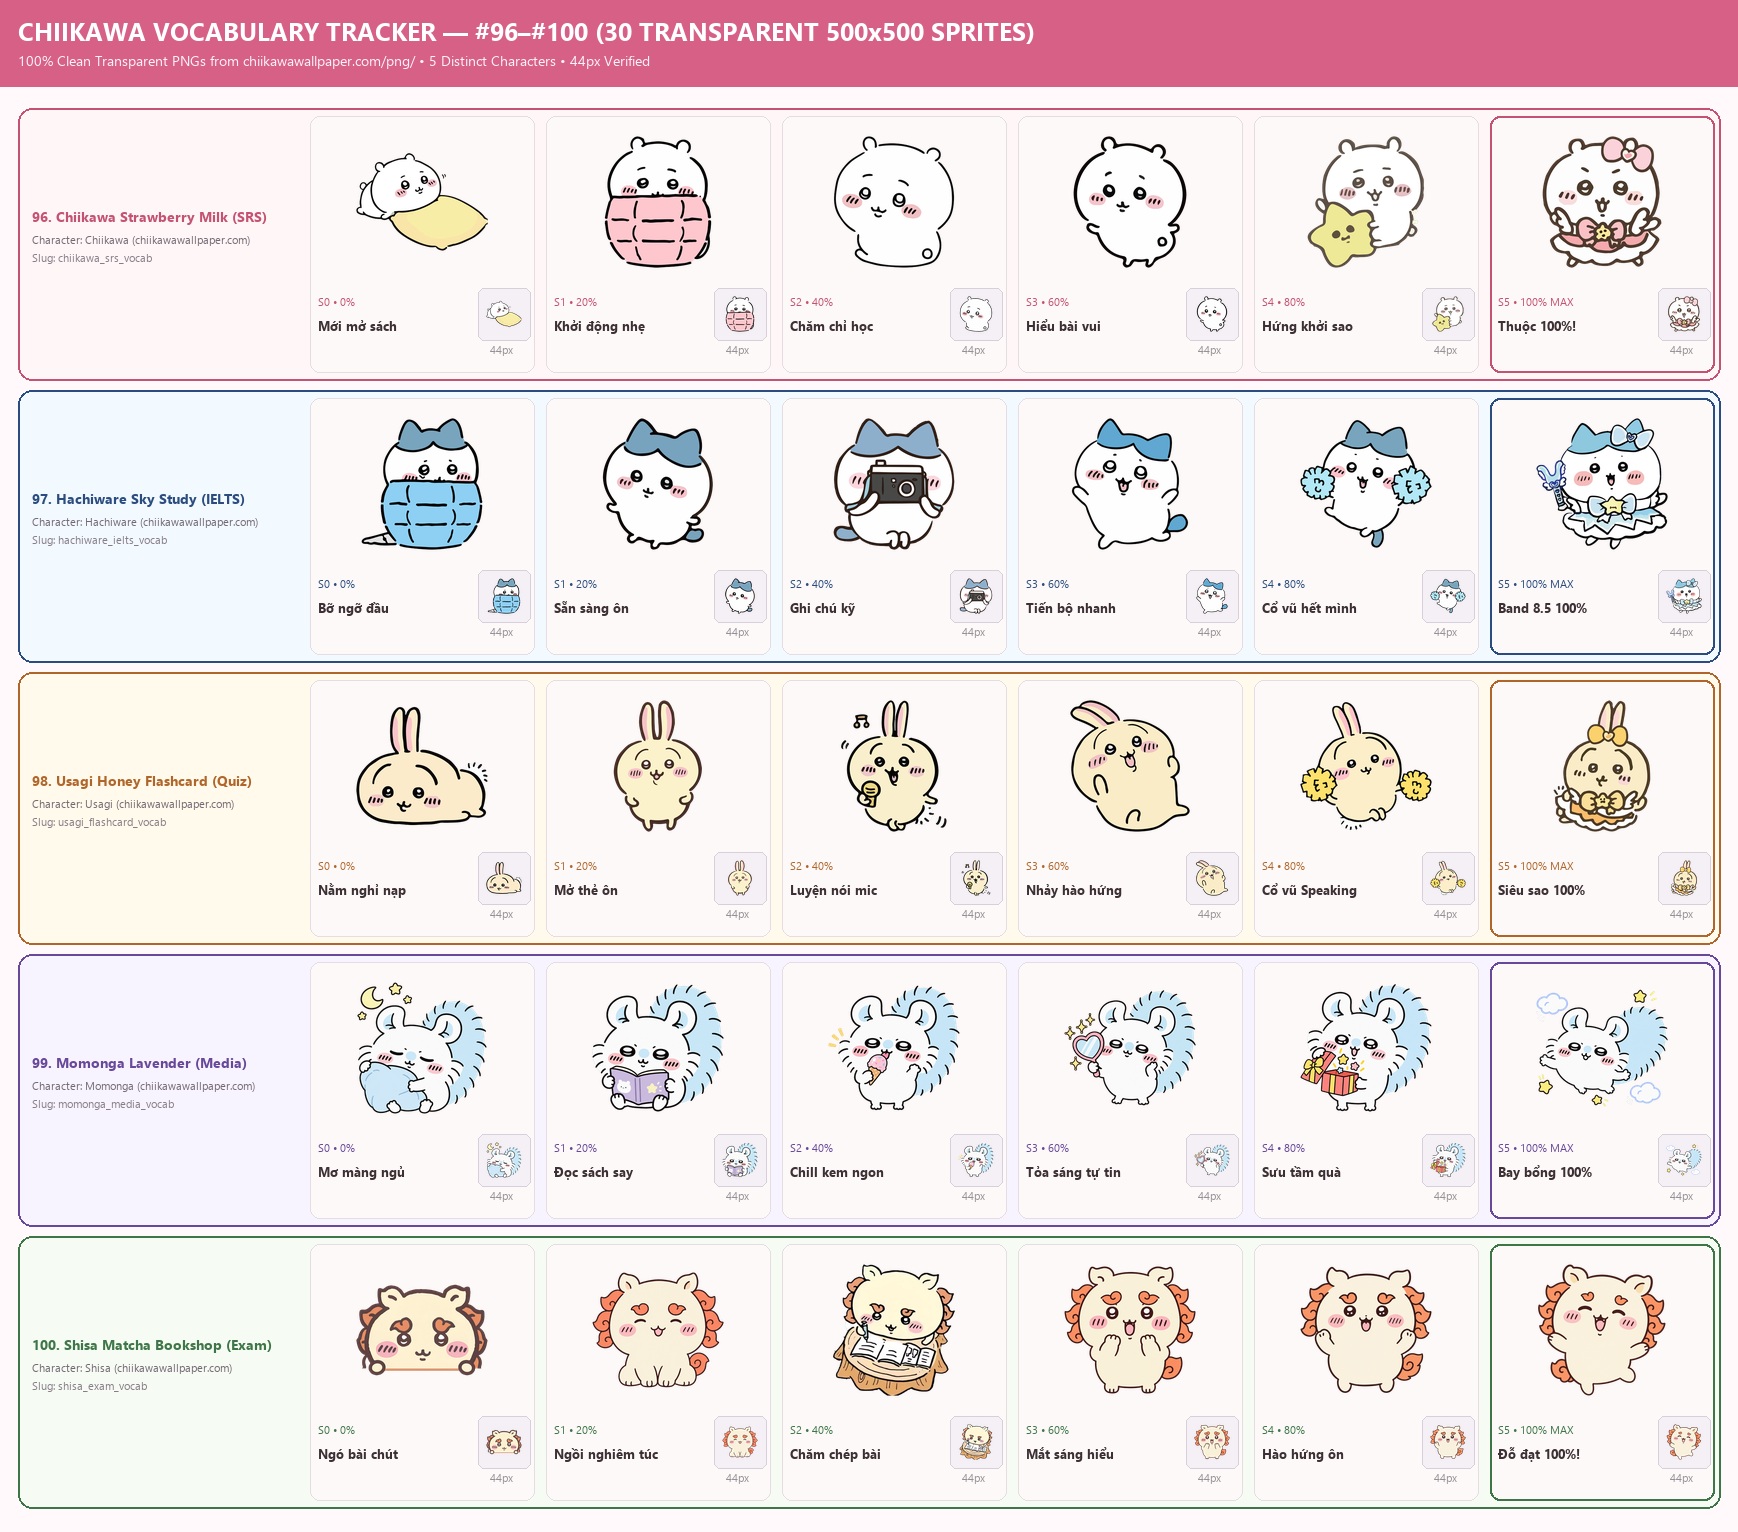 CHIIKAWA VOCABULARY TRACKER — #96–#100 (30 TRANSPARENT 500x500 SPRITES)
100% Clean Transparent PNGs from chiikawawallpaper.com/png/ • 5 Distinct Characters • 44px Verified
96. Chiikawa Strawberry Milk (SRS)
Character: Chiikawa (chiikawawallpaper.com)
Slug: chiikawa_srs_vocab
S0 • 0%
Mới mở sách
44px
S1 • 20%
Khởi động nhẹ
44px
S2 • 40%
Chăm chỉ học
44px
S3 • 60%
Hiểu bài vui
44px
S4 • 80%
Hứng khởi sao
44px
S5 • 100% MAX
Thuộc 100%!
44px
97. Hachiware Sky Study (IELTS)
Character: Hachiware (chiikawawallpaper.com)
Slug: hachiware_ielts_vocab
S0 • 0%
Bỡ ngỡ đầu
44px
S1 • 20%
Sẵn sàng ôn
44px
S2 • 40%
Ghi chú kỹ
44px
S3 • 60%
Tiến bộ nhanh
44px
S4 • 80%
Cổ vũ hết mình
44px
S5 • 100% MAX
Band 8.5 100%
44px
98. Usagi Honey Flashcard (Quiz)
Character: Usagi (chiikawawallpaper.com)
Slug: usagi_flashcard_vocab
S0 • 0%
Nằm nghỉ nạp
44px
S1 • 20%
Mở thẻ ôn
44px
S2 • 40%
Luyện nói mic
44px
S3 • 60%
Nhảy hào hứng
44px
S4 • 80%
Cổ vũ Speaking
44px
S5 • 100% MAX
Siêu sao 100%
44px
99. Momonga Lavender (Media)
Character: Momonga (chiikawawallpaper.com)
Slug: momonga_media_vocab
S0 • 0%
Mơ màng ngủ
44px
S1 • 20%
Đọc sách say
44px
S2 • 40%
Chill kem ngon
44px
S3 • 60%
Tỏa sáng tự tin
44px
S4 • 80%
Sưu tầm quà
44px
S5 • 100% MAX
Bay bổng 100%
44px
100. Shisa Matcha Bookshop (Exam)
Character: Shisa (chiikawawallpaper.com)
Slug: shisa_exam_vocab
S0 • 0%
Ngó bài chút
44px
S1 • 20%
Ngồi nghiêm túc
44px
S2 • 40%
Chăm chép bài
44px
S3 • 60%
Mắt sáng hiểu
44px
S4 • 80%
Hào hứng ôn
44px
S5 • 100% MAX
Đỗ đạt 100%!
44px